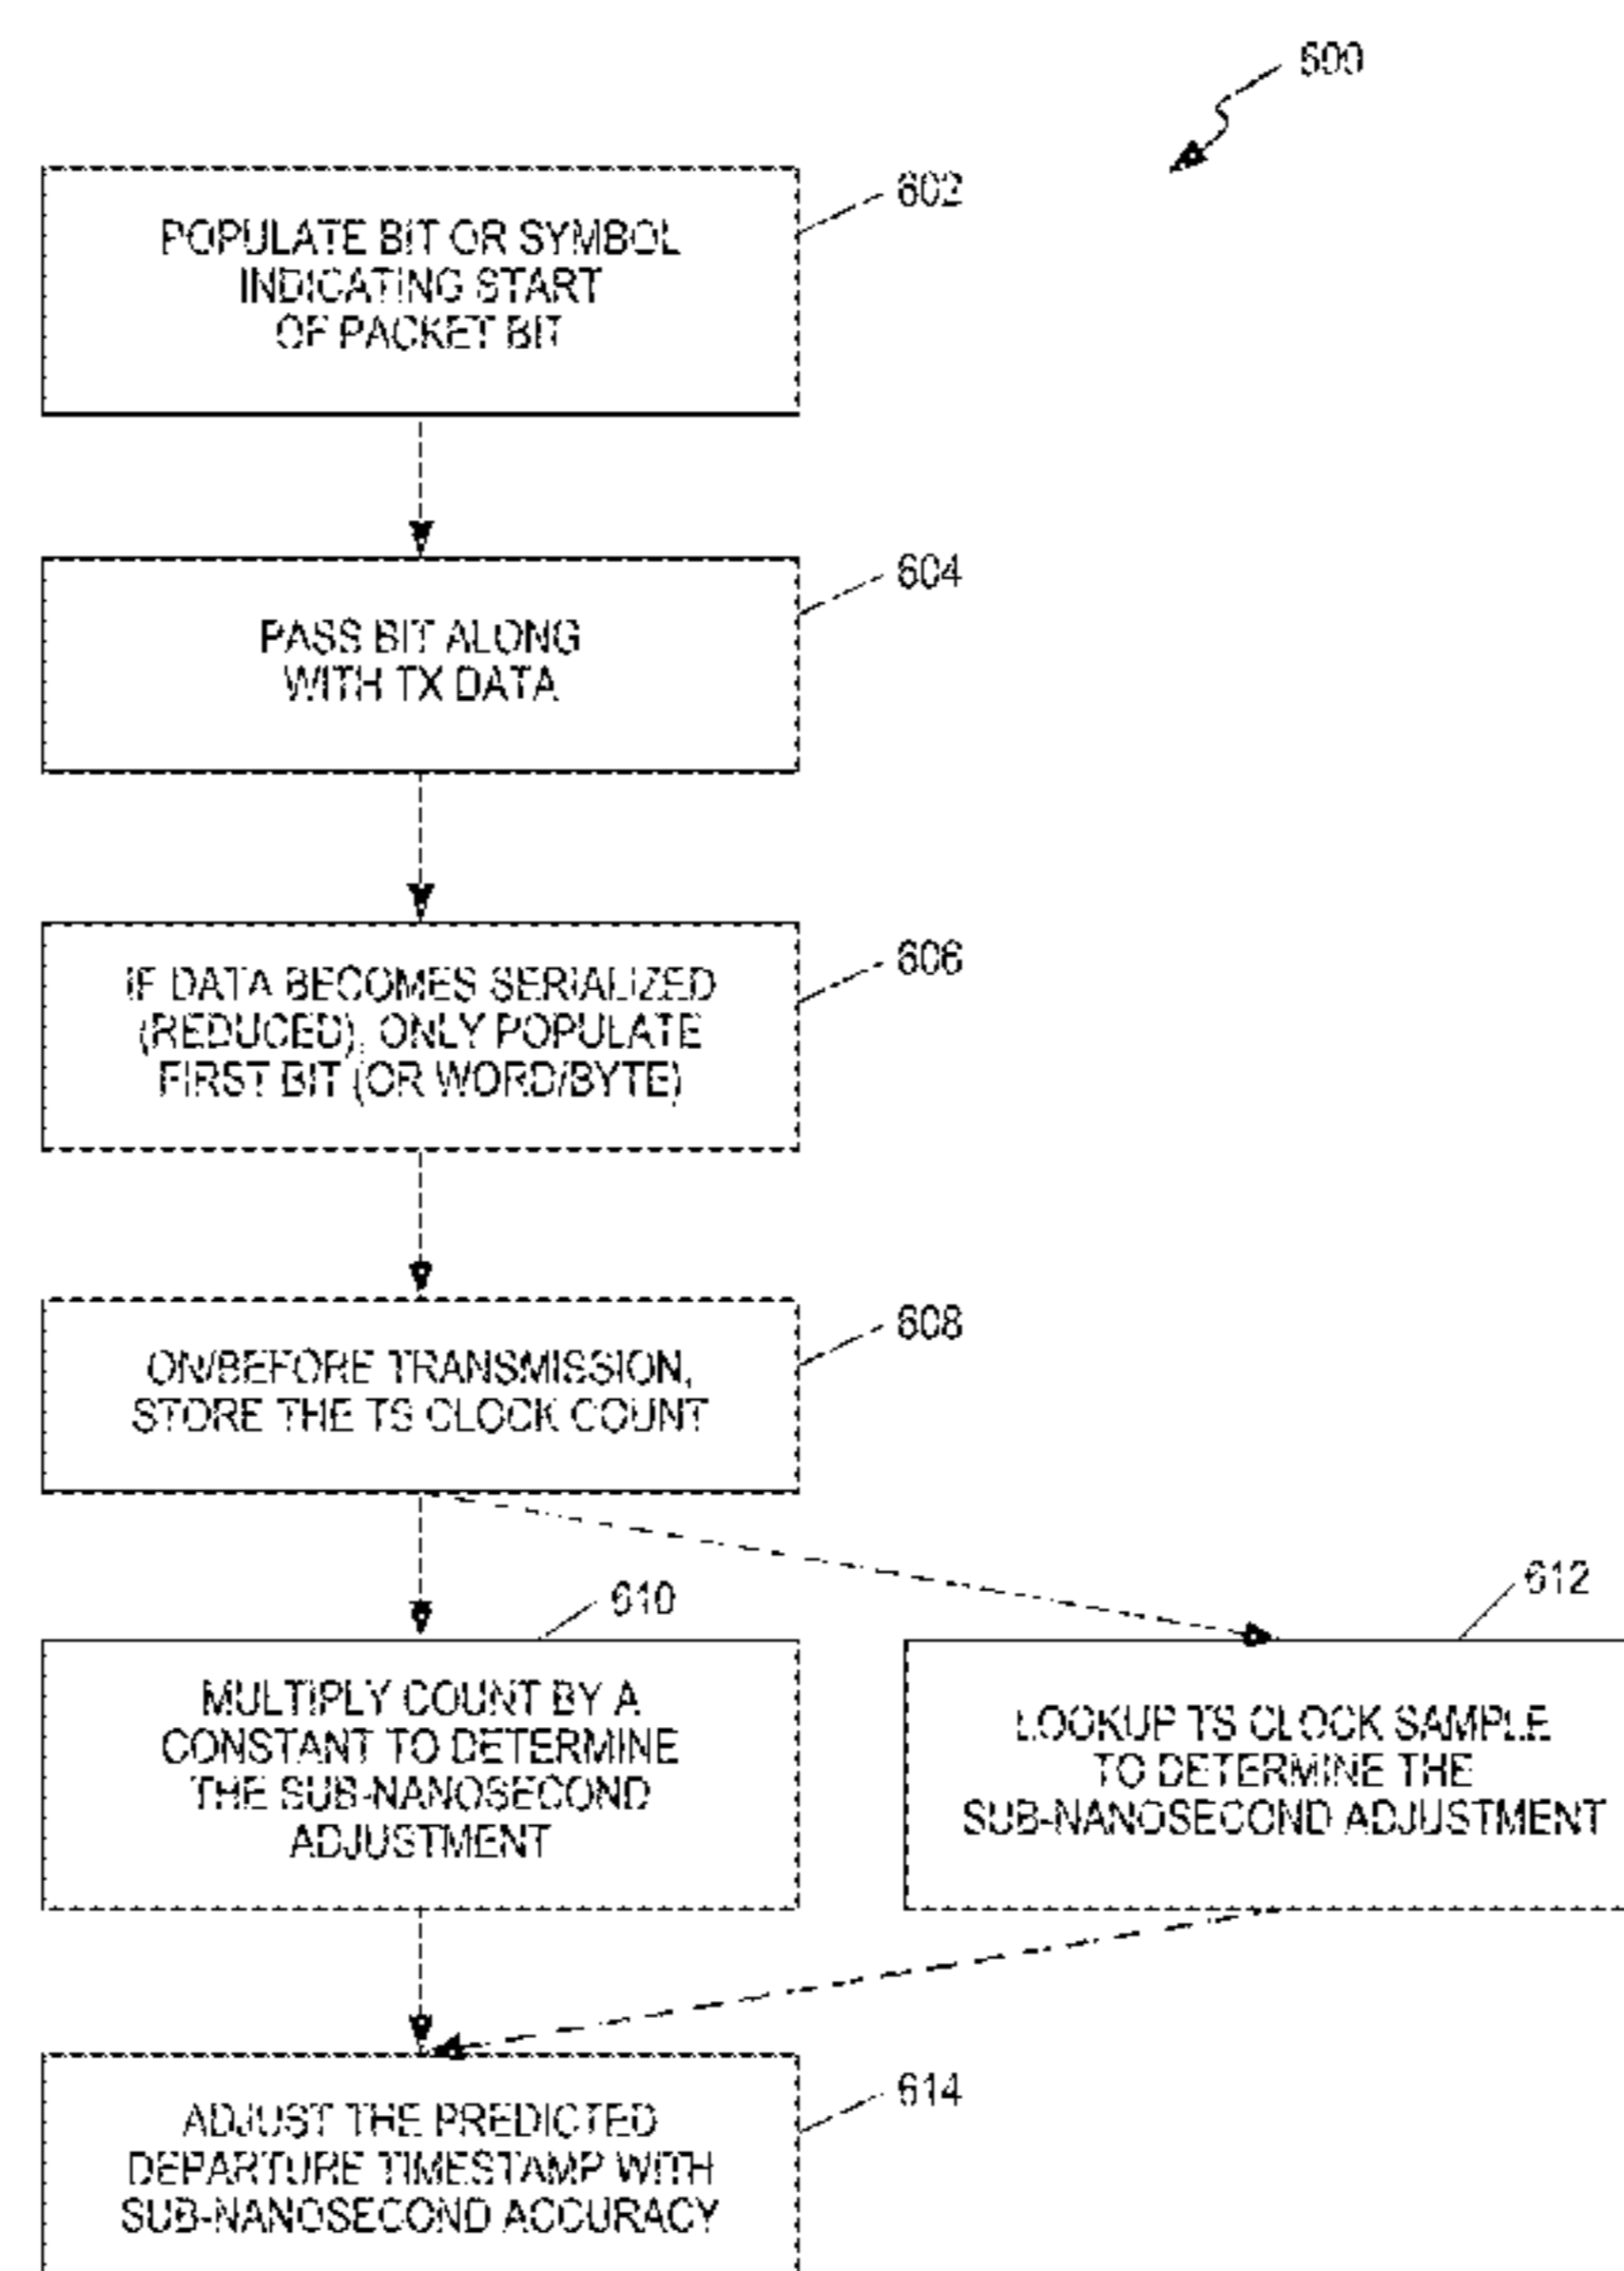 600
602
POPULATE BIT OR SYMBOL
INDICATING START
OF PACKET BIT
604
PASS BIT ALONG
WITH TX DATA
606
IF DATA BECOMES SERIALIZED
(REDUCED), ONLY POPULATE
FIRST BIT (OR WORD/BYTE)
608
ON/BEFORE TRANSMISSION,
STORE THE TS CLOCK COUNT
610
612
MULTIPLY COUNT BY A
CONSTANT TO DETERMINE
THE SUB-NANOSECOND
ADJUSTMENT
LOOKUP TS CLOCK SAMPLE
TO DETERMINE THE
SUB-NANOSECOND ADJUSTMENT
614
ADJUST THE PREDICTED
DEPARTURE TIMESTAMP WITH
SUB-NANOSECOND ACCURACY